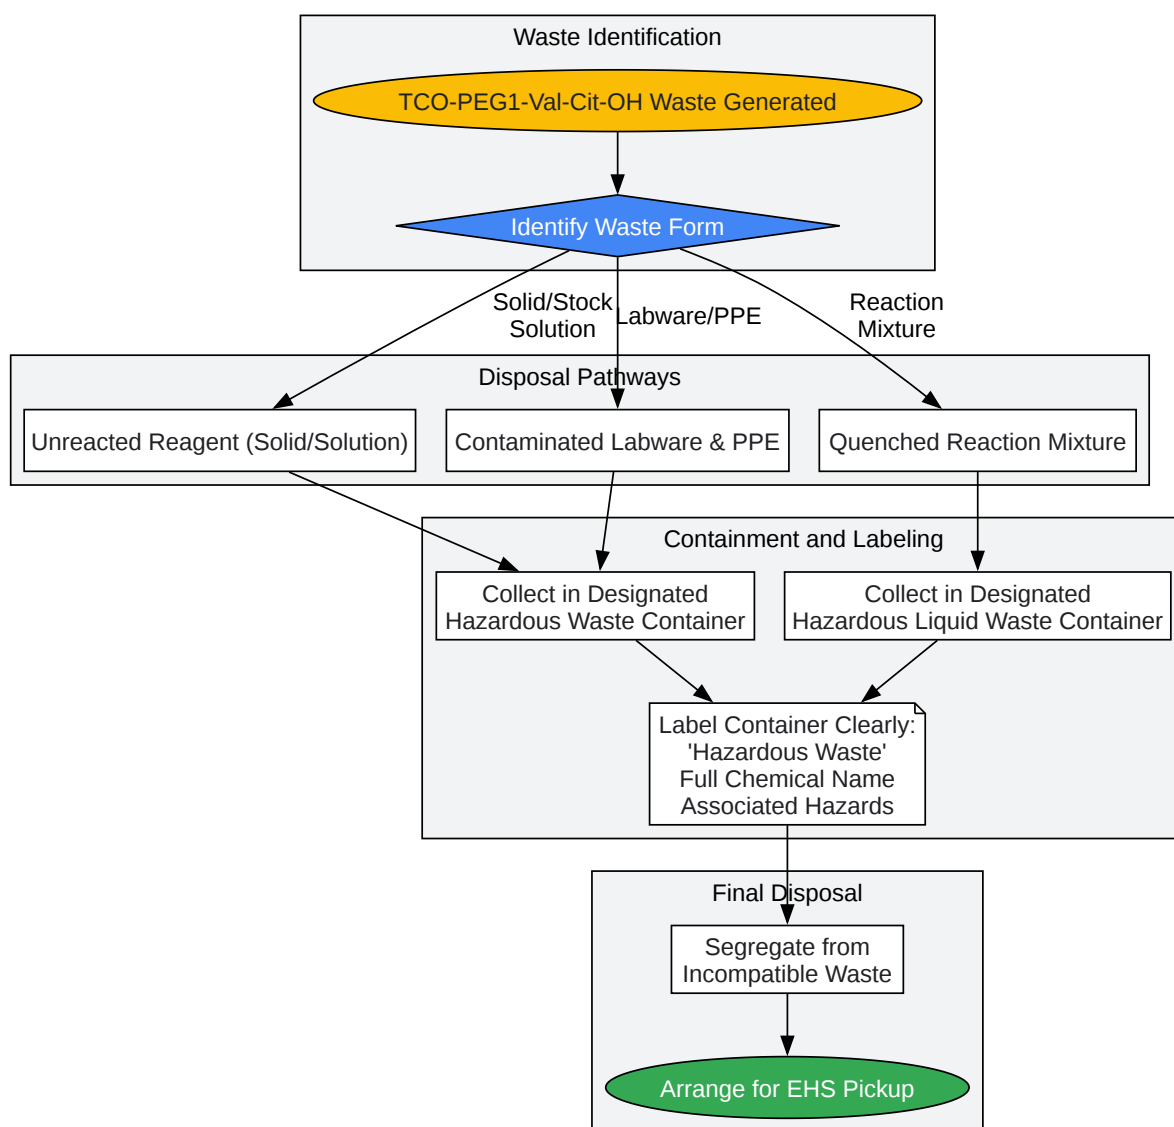 Waste Identification
TCO-PEG1-Val-Cit-OH Waste Generated
Identify Waste Form
Solid/Stock
Solution
Labware/PPE
Reaction
Mixture
Disposal Pathways
Unreacted Reagent (Solid/Solution)
Contaminated Labware & PPE
Quenched Reaction Mixture
Containment and Labeling
Collect in Designated
Hazardous Waste Container
Collect in Designated
Hazardous Liquid Waste Container
Label Container Clearly:
'Hazardous Waste'
Full Chemical Name
Associated Hazards
Final Disposal
Segregate from
Incompatible Waste
Arrange for EHS Pickup